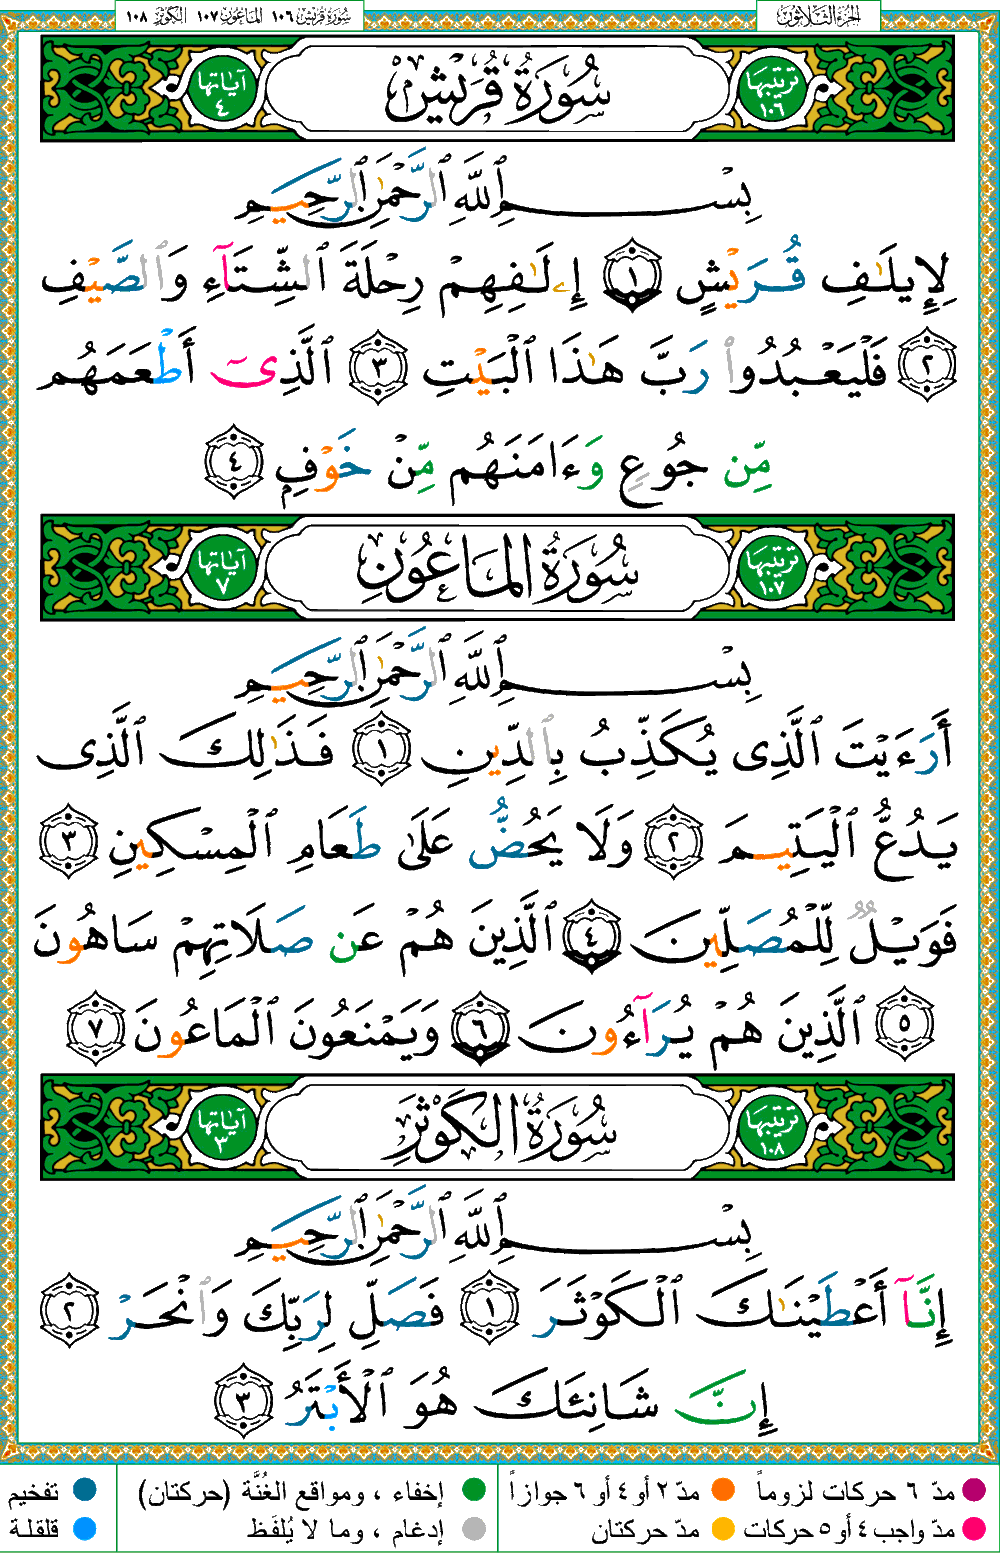 الجزء الثلاثون
سورة قريش ١٠٦ الماعون ١٠٧ الكوثر ١٠٨
ترتيبها ١٠٦
سُورَةُ قُرَيْشٍ
آياتها ٤
بِسْمِ ٱللَّهِ ٱلرَّحْمَٰنِ ٱلرَّحِيمِ
لِإِيلَٰفِ قُرَيْشٍ ١ إِۦلَٰفِهِمْ رِحْلَةَ ٱلشِّتَآءِ وَٱلصَّيْفِ
٢ فَلْيَعْبُدُوا۟ رَبَّ هَٰذَا ٱلْبَيْتِ ٣ ٱلَّذِىٓ أَطْعَمَهُم
مِّن جُوعٍ وَءَامَنَهُم مِّنْ خَوْفٍ ٤
ترتيبها ١٠٧
سُورَةُ المَاعُونِ
آياتها ٧
بِسْمِ ٱللَّهِ ٱلرَّحْمَٰنِ ٱلرَّحِيمِ
أَرَءَيْتَ ٱلَّذِى يُكَذِّبُ بِٱلدِّينِ ١ فَذَٰلِكَ ٱلَّذِى
يَدُعُّ ٱلْيَتِيمَ ٢ وَلَا يَحُضُّ عَلَىٰ طَعَامِ ٱلْمِسْكِينِ ٣
فَوَيْلٌ لِّلْمُصَلِّينَ ٤ ٱلَّذِينَ هُمْ عَن صَلَاتِهِمْ سَاهُونَ
٥ ٱلَّذِينَ هُمْ يُرَآءُونَ ٦ وَيَمْنَعُونَ ٱلْمَاعُونَ ٧
ترتيبها ١٠٨
سُورَةُ الكَوْثَرِ
آياتها ٣
بِسْمِ ٱللَّهِ ٱلرَّحْمَٰنِ ٱلرَّحِيمِ
إِنَّآ أَعْطَيْنَٰكَ ٱلْكَوْثَرَ ١ فَصَلِّ لِرَبِّكَ وَٱنْحَرْ ٢
إِنَّ شَانِئَكَ هُوَ ٱلْأَبْتَرُ ٣
مدّ ٦ حركات لزوماً
مدّ ٢ أو ٤ أو ٦ جوازاً
إخفاء ، ومواقع الغُنَّة (حركتان)
تفخيم
مدّ واجب ٤ أو ٥ حركات
مدّ حركتان
إدغام ، وما لا يُلفَظ
قلقلة